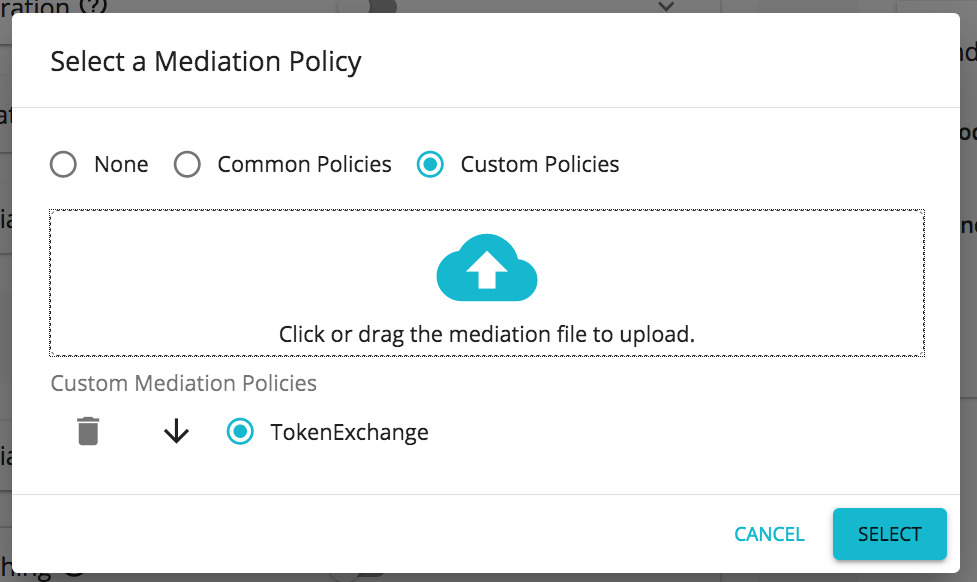 ration (?)
Select a Mediation Policy
None Common Policies Custom Policies
Click or drag the mediation file to upload.
Custom Mediation Policies
TokenExchange
CANCEL SELECT